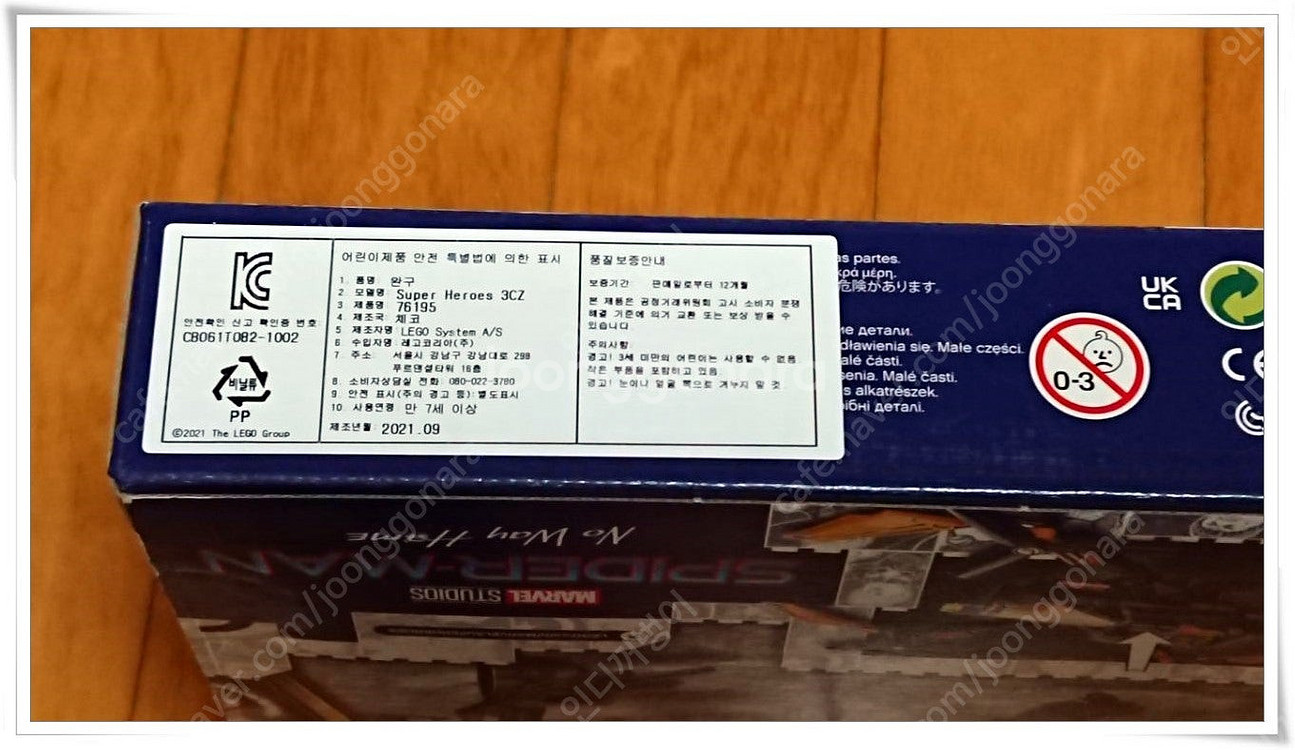 어린이제품 안전 특별법에 의한 표시
안전확인 신고 확인증 번호:
CB061T082-1002
비닐류
PP
©2021 The LEGO Group
1. 품명: 완구
2 모델명: Super Heroes 3CZ
3 제품명: 76195
4 제조국: 체코
5 제조자명: LEGO System A/S
6 수입자명: 레고코리아(주)
7 주소: 서울시 강남구 강남대로 298
푸르덴셜타워 16층
8. 소비자상담실 전화: 080-022-3780
9. 안전 표시(주의 경고 등): 별도표시
10 사용연령: 만 7세 이상
제조년월: 2021.09
품질보증안내
보증기간: 판매일로부터 12개월
본 제품은 공정거래위원회 고시 소비자 분쟁
해결 기준에 의거 교환 또는 보상 받을 수
있습니다
주의사항:
경고! 3세 미만의 어린이는 사용할 수 없음
작은 부품을 포함하고 있음
경고! 눈이나 얼굴 쪽으로 겨누지 말 것
as partes.
κρά μέρη.
危険があります。
ие детали.
dławienia się. Małe części.
alé části.
senia. Malé časti.
s alkatrészek.
ібні деталі.
0-3
UK
CA
CE
No Way Home
SPIDER-MAN
MARVEL STUDIOS
joonggonara